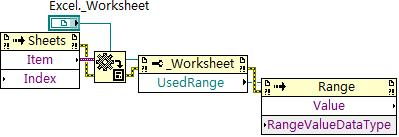 Excel._Worksheet
Sheets
Item
Index
_Worksheet
UsedRange
Range
Value
RangeValueDataType